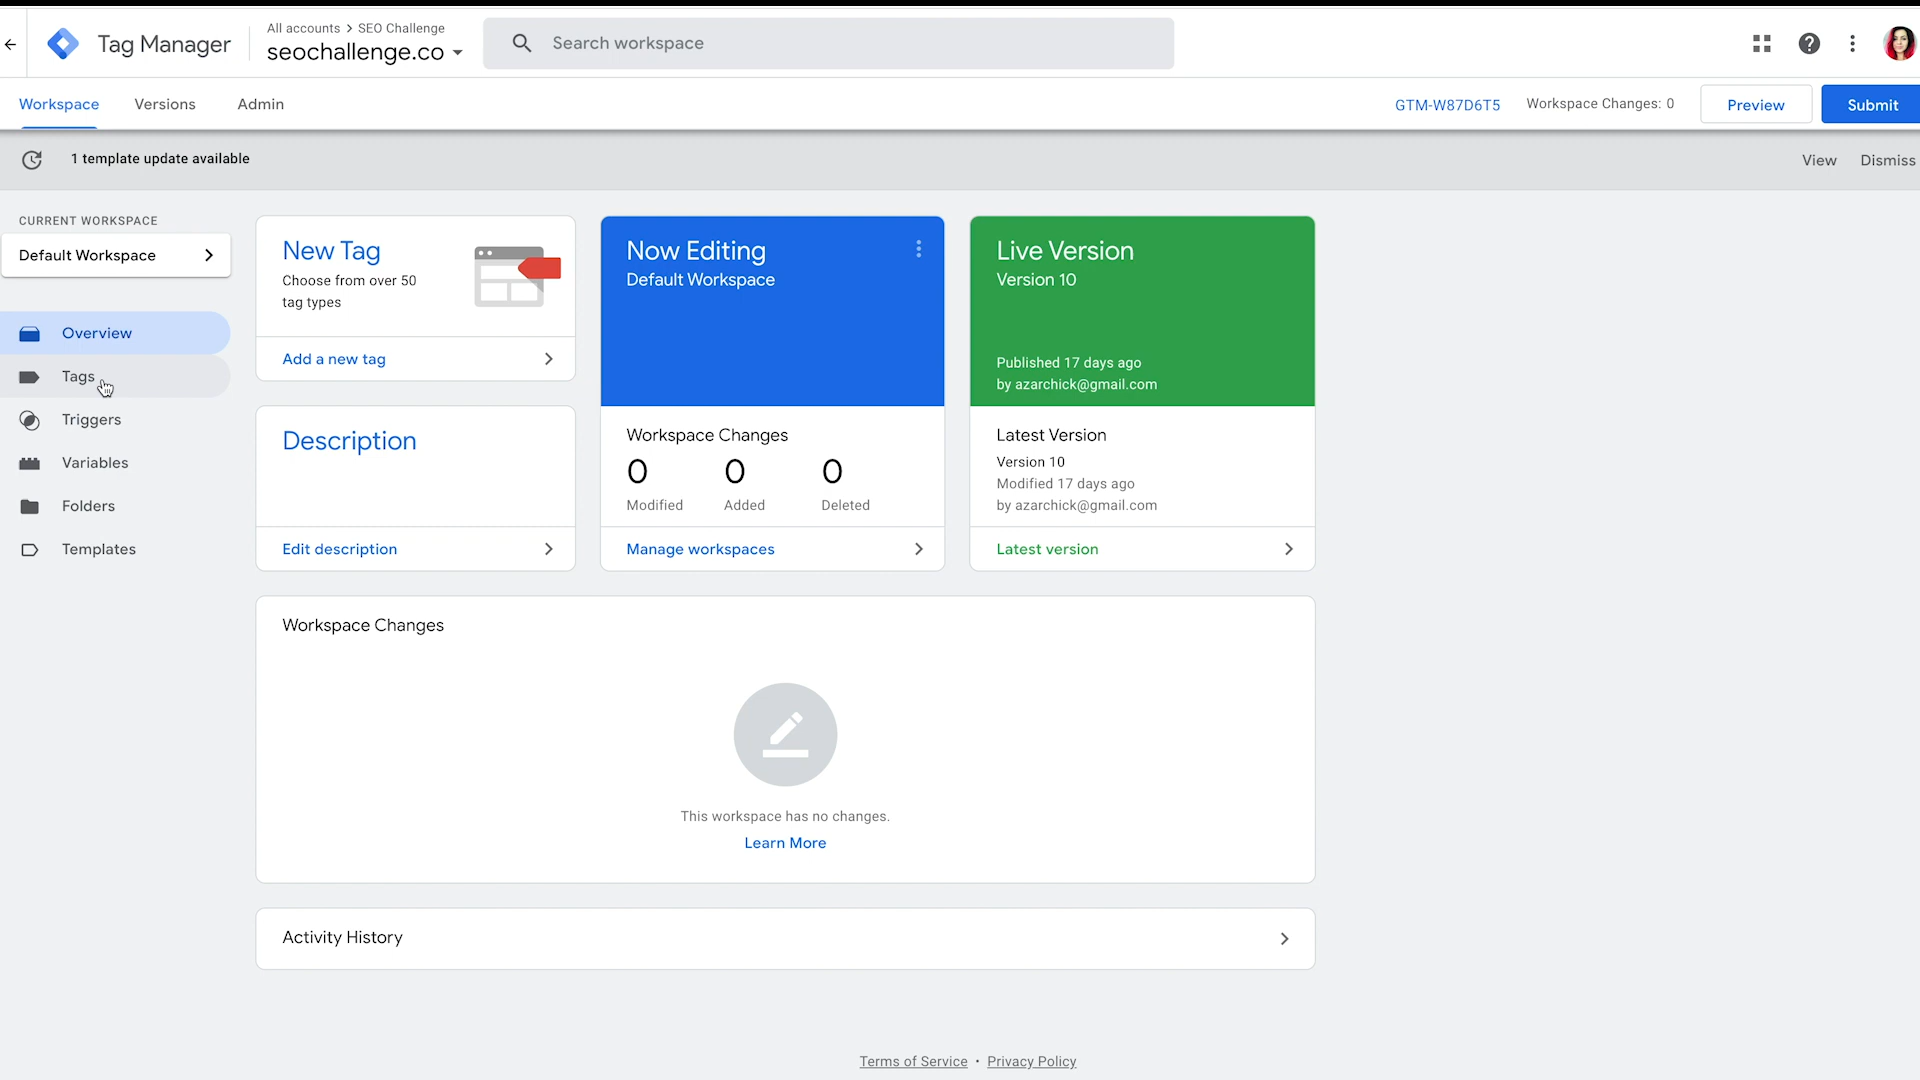 Tag Manager
All accounts > SEO Challenge
seochallenge.co
Search workspace
Workspace
Versions
Admin
GTM-W87D6T5
Workspace Changes: 0
Preview
Submit
1 template update available
View
Dismiss
CURRENT WORKSPACE
Default Workspace
Overview
Tags
Triggers
Variables
Folders
Templates
New Tag
Choose from over 50
tag types
Add a new tag
Description
Edit description
Now Editing
Default Workspace
Workspace Changes
0 0 0
Modified Added Deleted
Manage workspaces
Live Version
Version 10
Published 17 days ago
by azarchick@gmail.com
Latest Version
Version 10
Modified 17 days ago
by azarchick@gmail.com
Latest version
Workspace Changes
This workspace has no changes.
Learn More
Activity History
Terms of Service • Privacy Policy